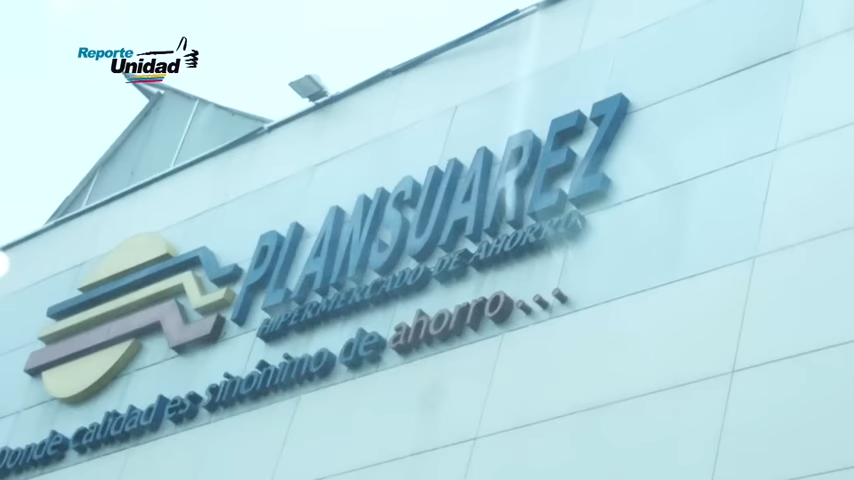 Reporte
Unidad
PLANSUAREZ
HIPERMERCADO DE AHORRO
Donde calidad es sinónimo de ahorro...